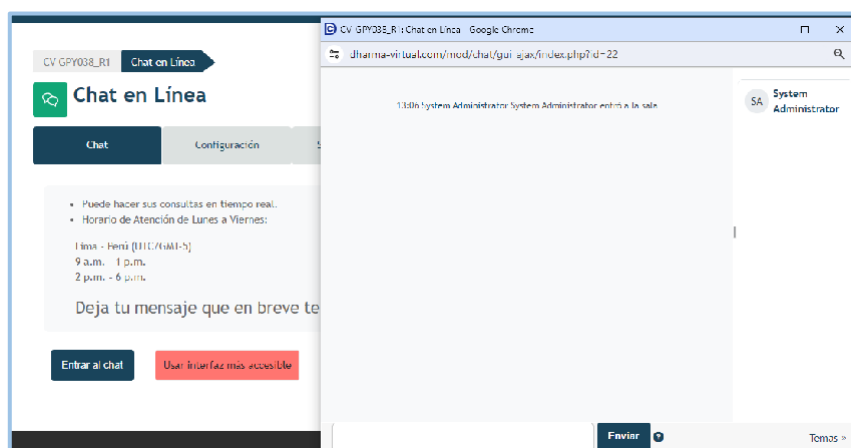 CV-GPY038_R1: Chat en Línea - Google Chrome
dharma-virtual.com/mod/chat/gui_ajax/index.php?id=22
CV-GPY038_R1
Chat en Línea
Chat en Línea
Chat
Configuración
S
Puede hacer sus consultas en tiempo real.
Horario de Atención de Lunes a Viernes:
Lima - Perú (UTC/GMT-5)
9 a.m. - 1 p.m.
2 p.m. - 6 p.m.
Deja tu mensaje que en breve te
Entrar al chat
Usar interfaz más accesible
13:06 System Administrator System Administrator entró a la sala
SA
System
Administrator
Enviar
Temas »